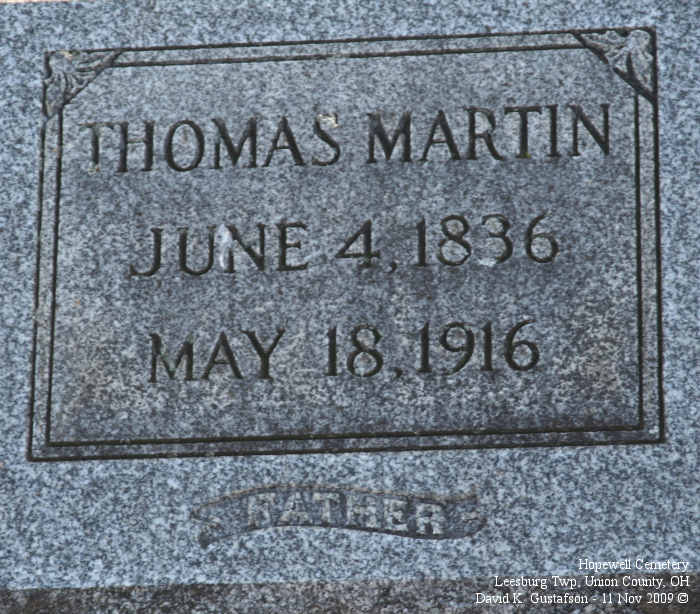 THOMAS MARTIN
JUNE 4, 1836
MAY 18, 1916
FATHER
Hopewell Cemetery
Leesburg Twp, Union County, OH
David K. Gustafson - 11 Nov 2009 ©